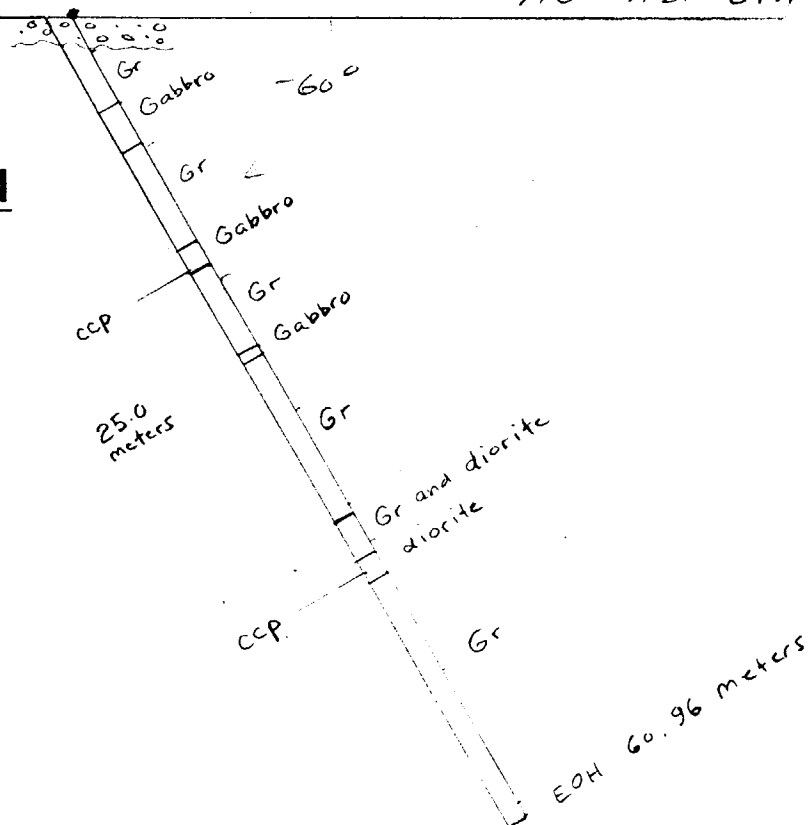 Gr
Gabbro
-60°
Gr
Gabbro
Gr
ccp
Gabbro
25.0
meters
Gr
Gr and diorite
diorite
ccp.
Gr
EOH 60.96 meters